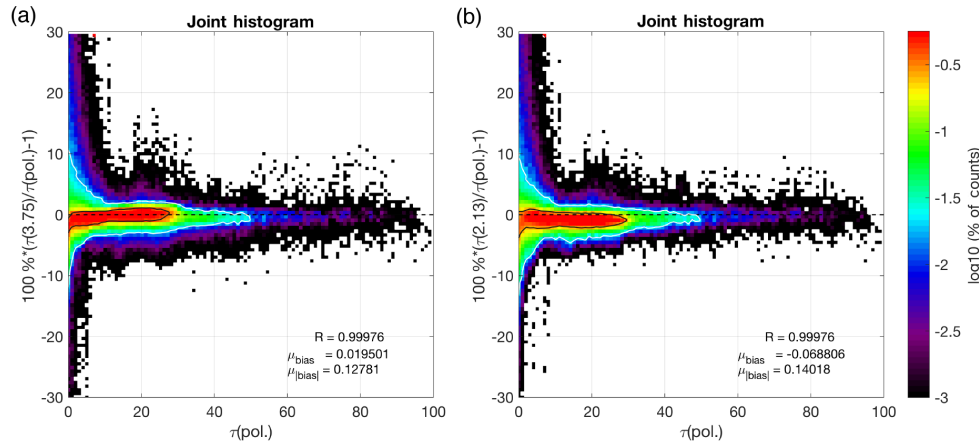 (a)
Joint histogram
30
20
10
0
-10
-20
-30
100 %*(τ(3.75)/τ(pol.)-1)
R = 0.99976
μbias = 0.019501
μ|bias| = 0.12781
0 20 40 60 80 100
τ(pol.)
(b)
Joint histogram
30
20
10
0
-10
-20
-30
100 %*(τ(2.13)/τ(pol.)-1)
R = 0.99976
μbias = -0.068806
μ|bias| = 0.14018
0 20 40 60 80 100
τ(pol.)
-0.5
-1
-1.5
-2
-2.5
-3
log10 (% of counts)